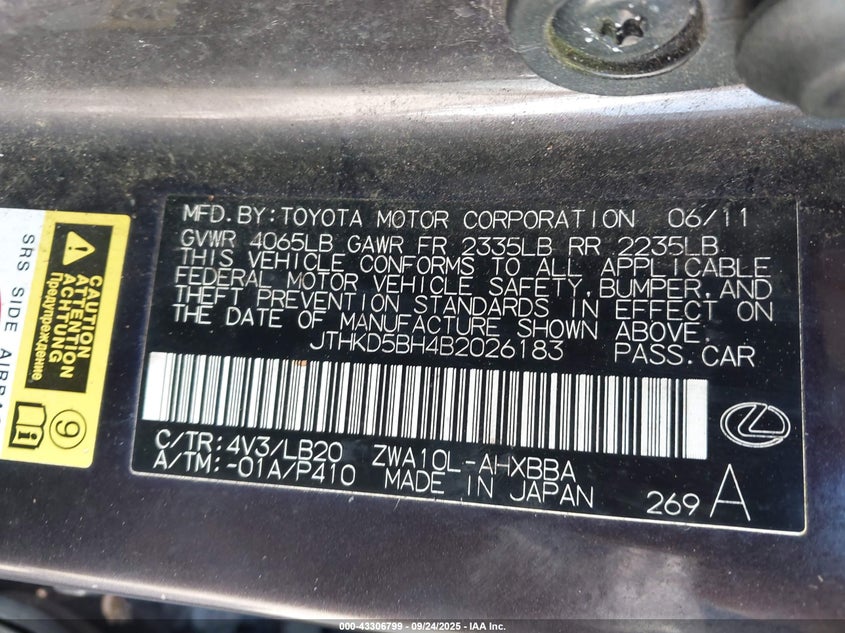 MFD. BY: TOYOTA MOTOR CORPORATION 06/11
GVWR 4065LB GAWR FR 2335LB RR 2235LB
THIS VEHICLE CONFORMS TO ALL APPLICABLE
FEDERAL MOTOR VEHICLE SAFETY, BUMPER, AND
THEFT PREVENTION STANDARDS IN EFFECT ON
THE DATE OF MANUFACTURE SHOWN ABOVE.
JTHKD5BH4B2026183 PASS. CAR
C/TR: 4V3/LB20 ZWA10L-AHXBBA
A/TM: -01A/P410 MADE IN JAPAN
269 A
SRS SIDE
CAUTION
ATTENTION
ACHTUNG
Предупреждение
9
000-43306799 - 09/24/2025 - IAA Inc.